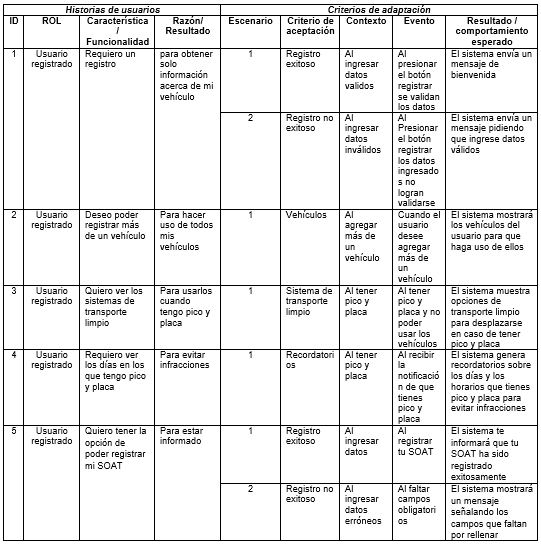 Historias de usuarios
Criterios de adaptación
ID
ROL
Característica
/
Funcionalidad
Razón/
Resultado
Escenario
Criterio de
aceptación
Contexto
Evento
Resultado /
comportamiento
esperado
1
Usuario
registrado
Requiero un
registro
para obtener
solo
información
acerca de mi
vehículo
1
Registro
exitoso
Al
ingresar
datos
validos
Al
presionar
el botón
registrar
se validan
los datos
El sistema envía un
mensaje de
bienvenida
2
Registro no
exitoso
Al
ingresar
datos
inválidos
Al
Presionar
el botón
registrar
los datos
ingresado
s no
logran
validarse
El sistema envía un
mensaje pidiendo
que ingrese datos
válidos
2
Usuario
registrado
Deseo poder
registrar más
de un vehículo
Para hacer
uso de todos
mis
vehículos
1
Vehículos
Al
agregar
más de
un
vehículo
Cuando el
usuario
desee
agregar
más de
un
vehículo
El sistema mostrará
los vehículos del
usuario para que
haga uso de ellos
3
Usuario
registrado
Quiero ver los
sistemas de
transporte
limpio
Para usarlos
cuando
tengo pico y
placa
1
Sistema de
transporte
limpio
Al tener
pico y
placa
Al tener
pico y
placa y no
poder
usar los
vehículos
El sistema muestra
opciones de
transporte limpio
para desplazarse
en caso de tener
pico y placa
4
Usuario
registrado
Requiero ver
los días en los
que tengo pico
y placa
Para evitar
infracciones
1
Recordatori
os
Al tener
pico y
placa
Al recibir
la
notificació
n de que
tienes
pico y
placa
El sistema genera
recordatorios sobre
los días y los
horarios que tienes
pico y placa para
evitar infracciones
5
Usuario
registrado
Quiero tener la
opción de
poder registrar
mi SOAT
Para estar
informado
1
Registro
exitoso
Al
ingresar
datos
Al
registrar
tu SOAT
El sistema te
informará que tu
SOAT ha sido
registrado
exitosamente
2
Registro no
exitoso
Al
ingresar
datos
erróneos
Al faltar
campos
obligatori
os
El sistema mostrará
un mensaje
señalando los
campos que faltan
por rellenar